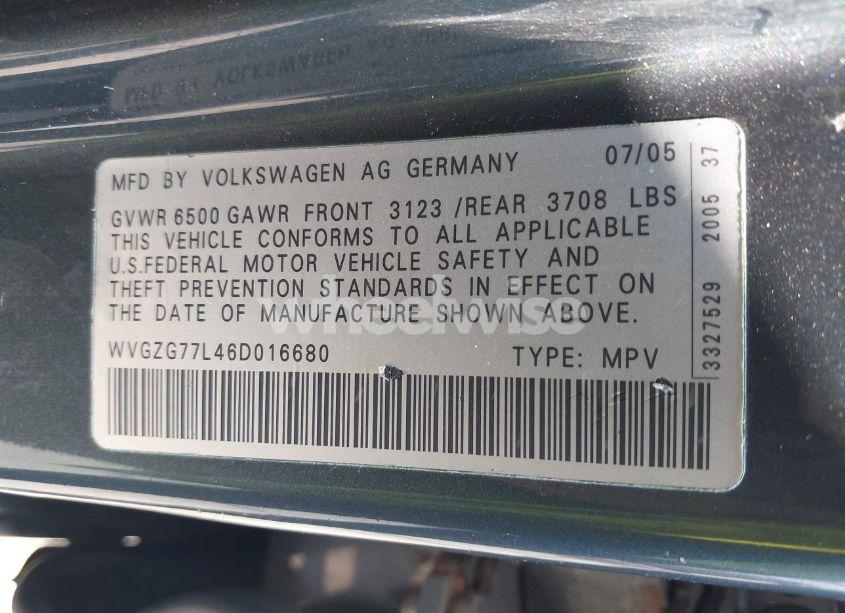 MFD BY VOLKSWAGEN AG GERMANY 07/05
GVWR 6500 GAWR FRONT 3123 /REAR 3708 LBS
THIS VEHICLE CONFORMS TO ALL APPLICABLE
U.S.FEDERAL MOTOR VEHICLE SAFETY AND
THEFT PREVENTION STANDARDS IN EFFECT ON
THE DATE OF MANUFACTURE SHOWN ABOVE.
WVGZG77L46D016680 TYPE: MPV
3327529 2005 37
wheelwise